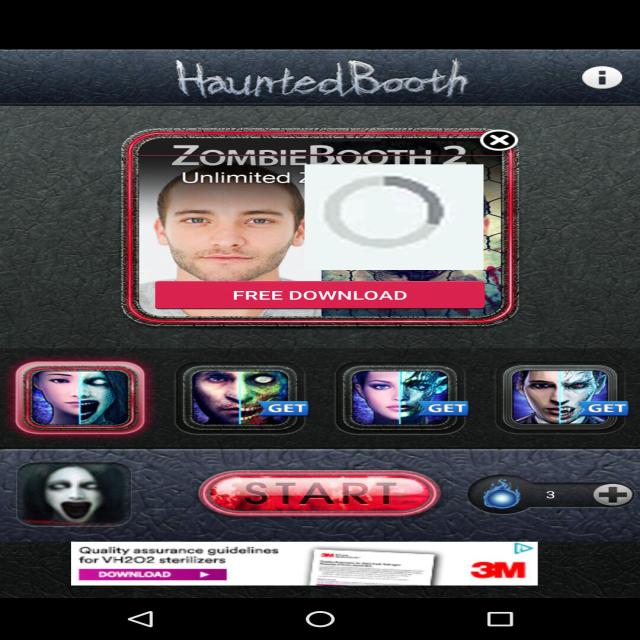 HauntedBooth
ZOMBIEBOOTH 2
Unlimited
FREE DOWNLOAD
GET
GET
GET
START
3
Quality assurance guidelines
for VH2O2 sterilizers
DOWNLOAD
3M
3M